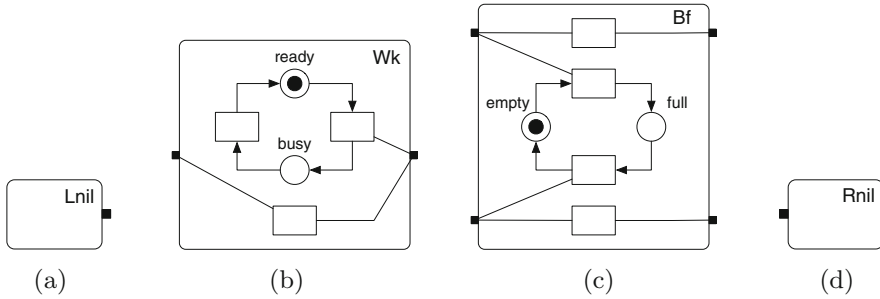 Bf
ready
Wk
empty
full
busy
Lnil
Rnil
(a)
(b)
(c)
(d)